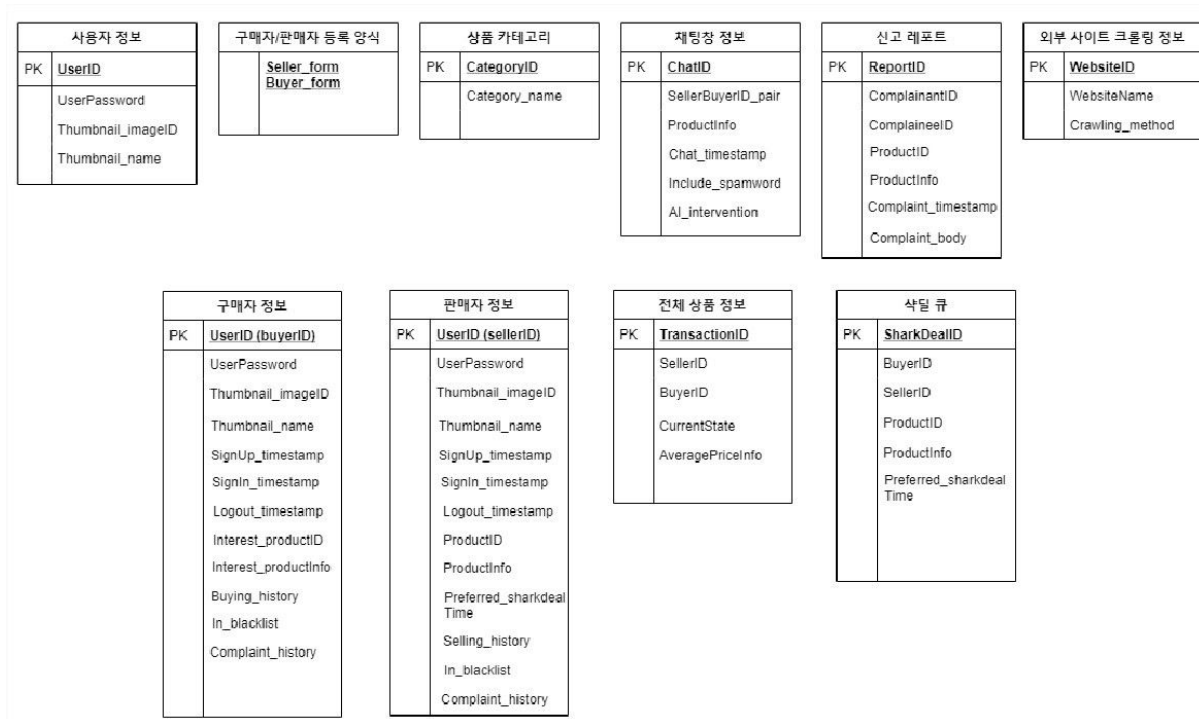 사용자 정보
PK UserID
UserPassword
Thumbnail_imageID
Thumbnail_name
구매자/판매자 등록 양식
Seller_form
Buyer_form
상품 카테고리
PK CategoryID
Category_name
채팅창 정보
PK ChatID
SellerBuyerID_pair
ProductInfo
Chat_timestamp
Include_spamword
AI_intervention
신고 레포트
PK ReportID
ComplainantID
ComplaineeID
ProductID
ProductInfo
Complaint_timestamp
Complaint_body
외부 사이트 크롤링 정보
PK WebsiteID
WebsiteName
Crawling_method
구매자 정보
PK UserID (buyerID)
UserPassword
Thumbnail_imageID
Thumbnail_name
SignUp_timestamp
SignIn_timestamp
Logout_timestamp
Interest_productID
Interest_productInfo
Buying_history
In_blacklist
Complaint_history
판매자 정보
PK UserID (sellerID)
UserPassword
Thumbnail_imageID
Thumbnail_name
SignUp_timestamp
SignIn_timestamp
Logout_timestamp
ProductID
ProductInfo
Preferred_sharkdeal
Time
Selling_history
In_blacklist
Complaint_history
전체 상품 정보
PK TransactionID
SellerID
BuyerID
CurrentState
AveragePriceInfo
샥딜 큐
PK SharkDealID
BuyerID
SellerID
ProductID
ProductInfo
Preferred_sharkdeal
Time